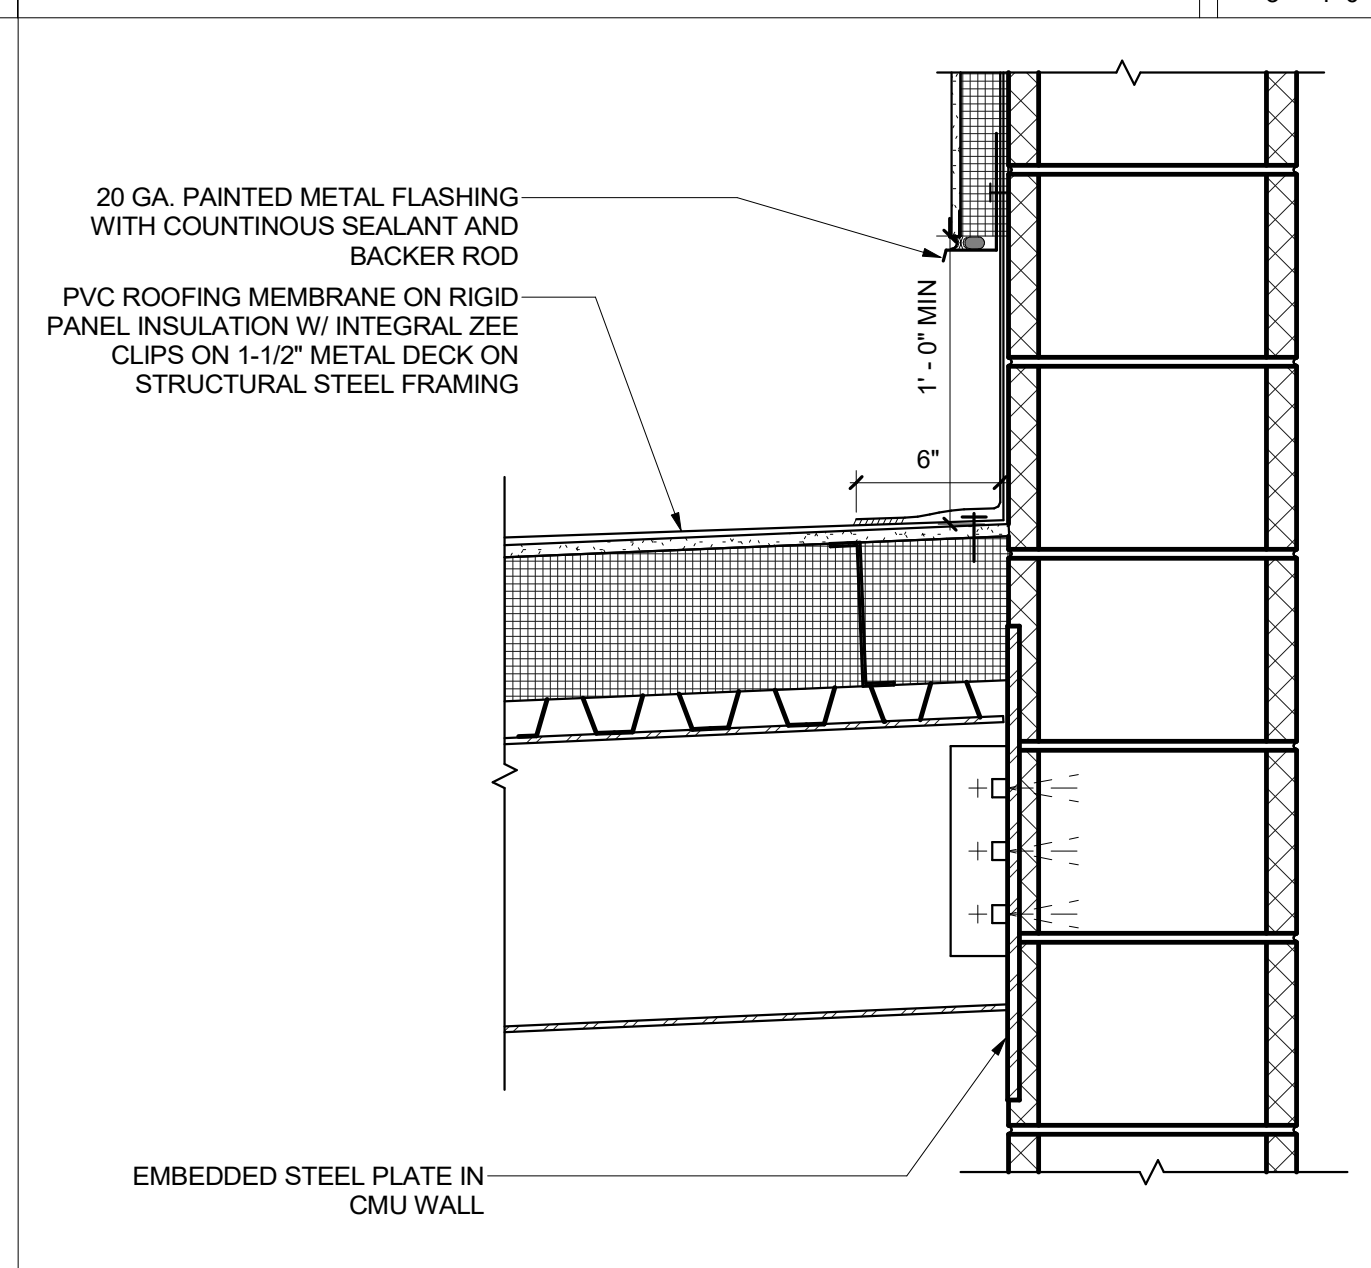 20 GA. PAINTED METAL FLASHING
WITH COUNTINOUS SEALANT AND
BACKER ROD
PVC ROOFING MEMBRANE ON RIGID
PANEL INSULATION W/ INTEGRAL ZEE
CLIPS ON 1-1/2" METAL DECK ON
STRUCTURAL STEEL FRAMING
1' - 0" MIN
6"
EMBEDDED STEEL PLATE IN
CMU WALL